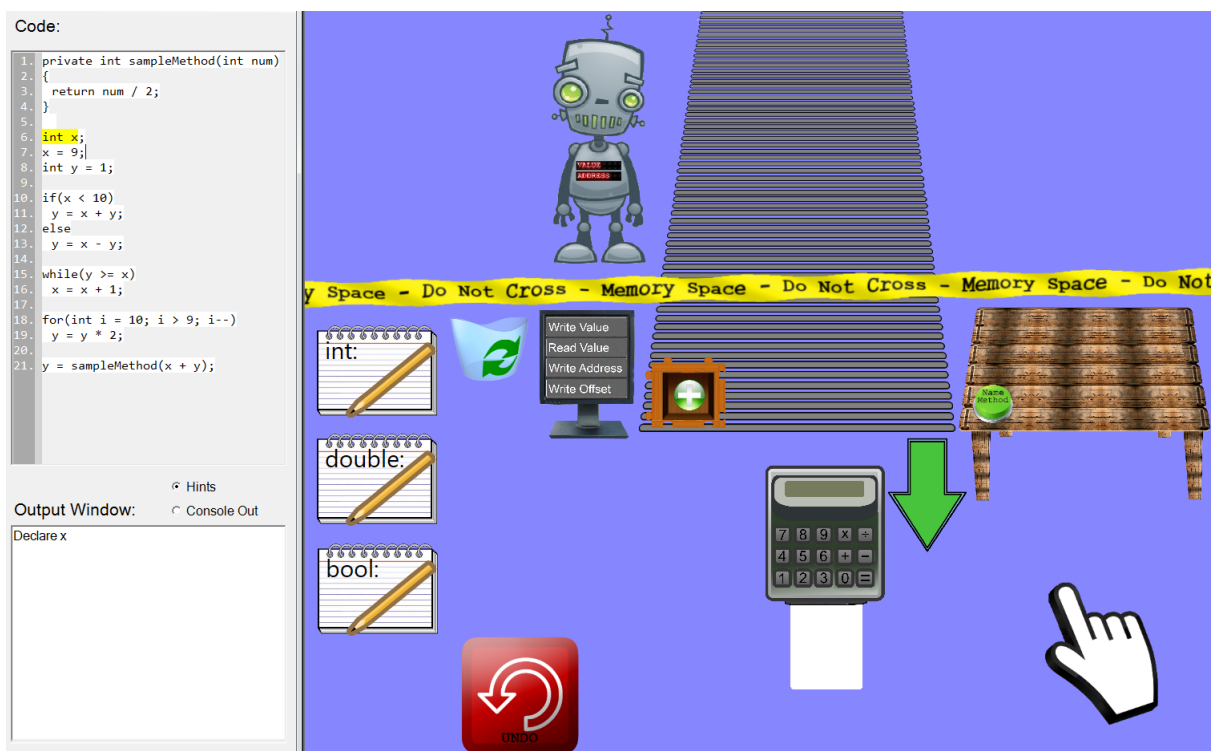 Code:
1. private int sampleMethod(int num)
2. {
3. return num / 2;
4. }
5.
6. int x;
7. x = 9;
8. int y = 1;
9.
10. if(x < 10)
11. y = x + y;
12. else
13. y = x - y;
14.
15. while(y >= x)
16. x = x + 1;
17.
18. for(int i = 10; i > 9; i--)
19. y = y * 2;
20.
21. y = sampleMethod(x + y);
Hints
Output Window:
Console Out
Declare x
VALUE
ADDRESS
y Space - Do Not Cross - Memory Space - Do Not Cross - Memory Space - Do Not
int:
double:
bool:
Write Value
Read Value
Write Address
Write Offset
Name
Method
7 8 9 X ÷
4 5 6 + -
1 2 3 0 =
UNDO